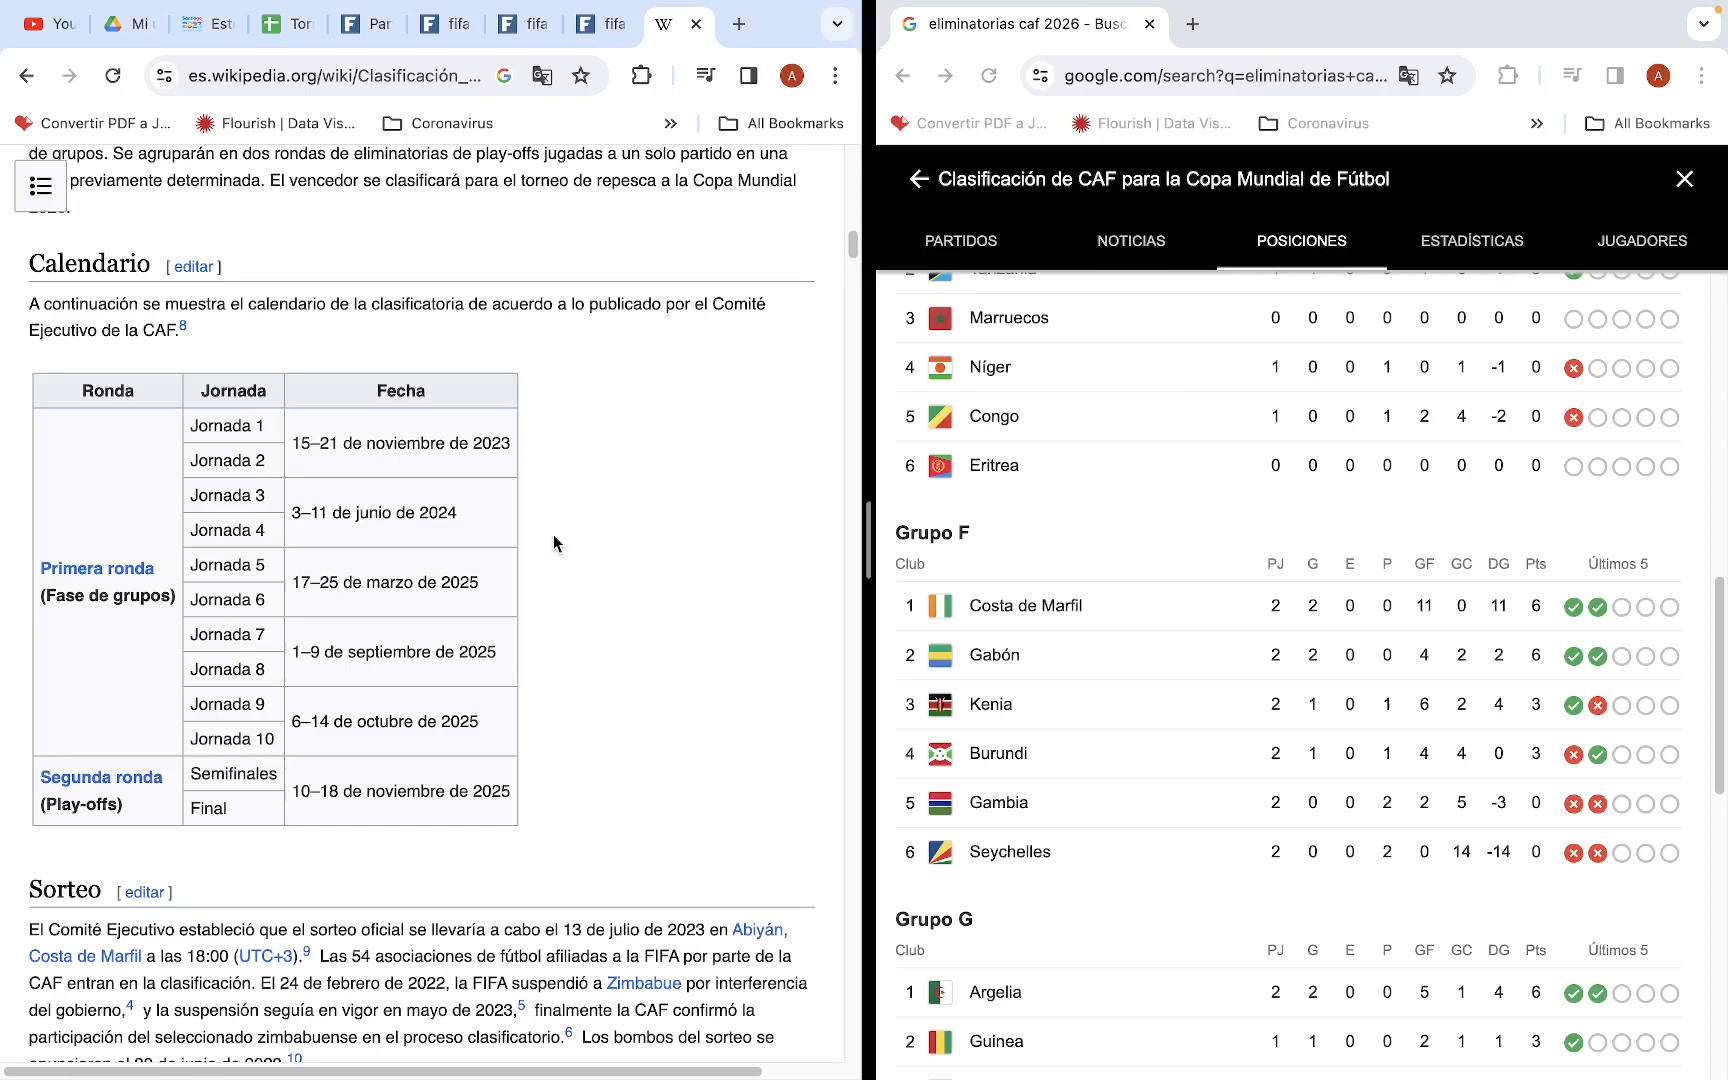 You
Mi
Est
Tor
Par
fifa
fifa
fifa
W
es.wikipedia.org/wiki/Clasificación_...
A
Convertir PDF a J...
Flourish | Data Vis...
Coronavirus
All Bookmarks
de grupos. Se agruparán en dos rondas de eliminatorias de play-offs jugadas a un solo partido en una
previamente determinada. El vencedor se clasificará para el torneo de repesca a la Copa Mundial
Calendario [ editar ]
A continuación se muestra el calendario de la clasificatoria de acuerdo a lo publicado por el Comité
Ejecutivo de la CAF.8
Ronda Jornada Fecha
Primera ronda
(Fase de grupos)
Jornada 1
Jornada 2
15–21 de noviembre de 2023
Jornada 3
Jornada 4
3–11 de junio de 2024
Jornada 5
Jornada 6
17–25 de marzo de 2025
Jornada 7
Jornada 8
1–9 de septiembre de 2025
Jornada 9
Jornada 10
6–14 de octubre de 2025
Segunda ronda
(Play-offs)
Semifinales
Final
10–18 de noviembre de 2025
Sorteo [ editar ]
El Comité Ejecutivo estableció que el sorteo oficial se llevaría a cabo el 13 de julio de 2023 en Abiyán,
Costa de Marfil a las 18:00 (UTC+3).9 Las 54 asociaciones de fútbol afiliadas a la FIFA por parte de la
CAF entran en la clasificación. El 24 de febrero de 2022, la FIFA suspendió a Zimbabue por interferencia
del gobierno,4 y la suspensión seguía en vigor en mayo de 2023,5 finalmente la CAF confirmó la
participación del seleccionado zimbabuense en el proceso clasificatorio.6 Los bombos del sorteo se
eliminatorias caf 2026 - Busc
google.com/search?q=eliminatorias+ca...
A
Convertir PDF a J...
Flourish | Data Vis...
Coronavirus
All Bookmarks
Clasificación de CAF para la Copa Mundial de Fútbol
PARTIDOS NOTICIAS POSICIONES ESTADÍSTICAS JUGADORES
3 Marruecos 0 0 0 0 0 0 0 0
4 Níger 1 0 0 1 0 1 -1 0
5 Congo 1 0 0 1 2 4 -2 0
6 Eritrea 0 0 0 0 0 0 0 0
Grupo F
Club PJ G E P GF GC DG Pts Últimos 5
1 Costa de Marfil 2 2 0 0 11 0 11 6
2 Gabón 2 2 0 0 4 2 2 6
3 Kenia 2 1 0 1 6 2 4 3
4 Burundi 2 1 0 1 4 4 0 3
5 Gambia 2 0 0 2 2 5 -3 0
6 Seychelles 2 0 0 2 0 14 -14 0
Grupo G
Club PJ G E P GF GC DG Pts Últimos 5
1 Argelia 2 2 0 0 5 1 4 6
2 Guinea 1 1 0 0 2 1 1 3